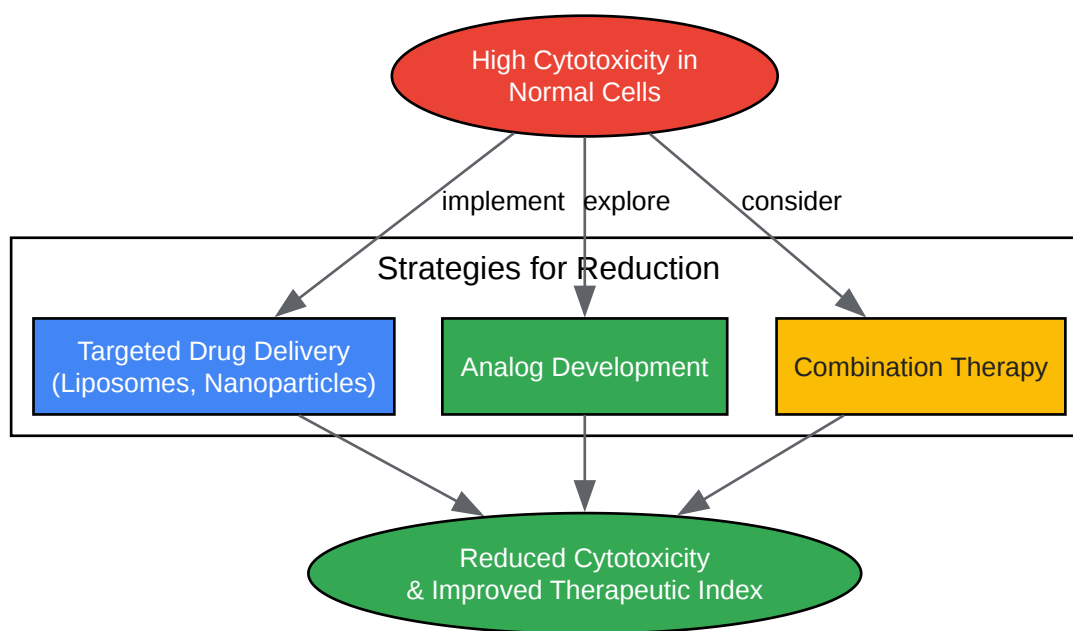 High Cytotoxicity in
Normal Cells
implement
explore
consider
Strategies for Reduction
Targeted Drug Delivery
(Liposomes, Nanoparticles)
Analog Development
Combination Therapy
Reduced Cytotoxicity
& Improved Therapeutic Index